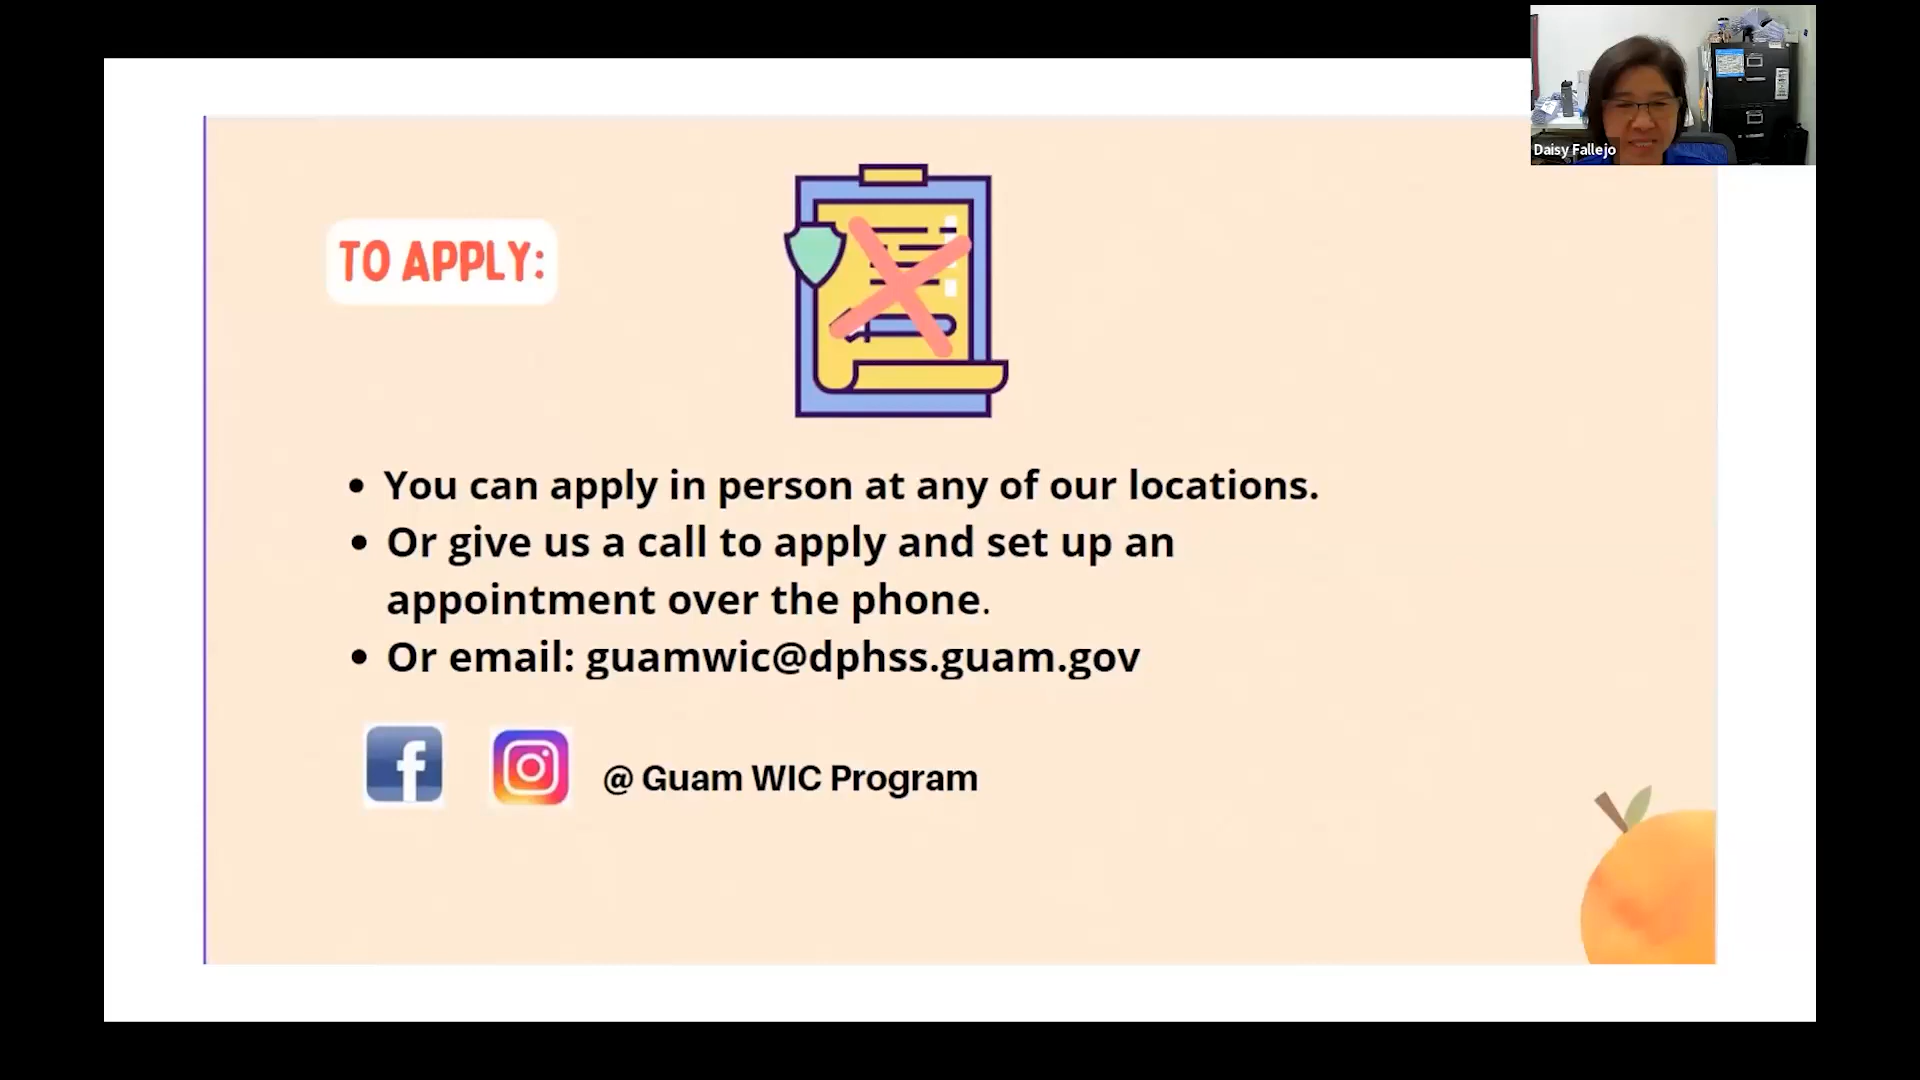 Daisy Fallejo
TO APPLY:
• You can apply in person at any of our locations.
• Or give us a call to apply and set up an
appointment over the phone.
• Or email: guamwic@dphss.guam.gov
@ Guam WIC Program